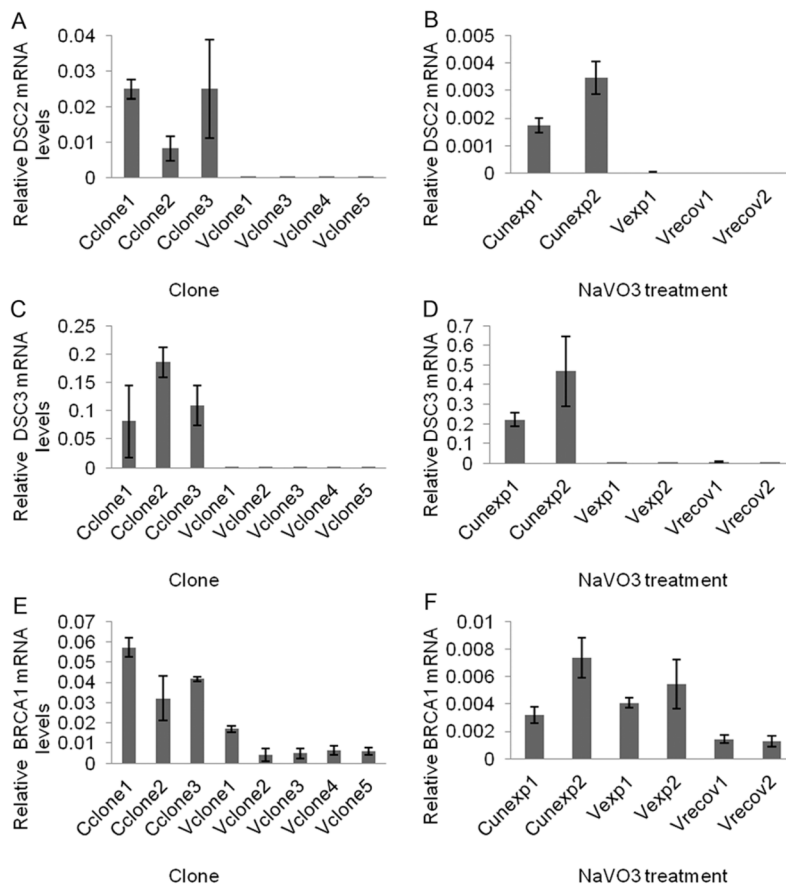 A
Relative DSC2 mRNA
levels
0.04
0.03
0.02
0.01
0
Cclone1
Cclone2
Cclone3
Vclone1
Vclone3
Vclone4
Vclone5
Clone
B
Relative DSC2 mRNA
0.005
0.004
0.003
0.002
0.001
0
Cunexp1
Cunexp2
Vexp1
Vrecov1
Vrecov2
NaVO3 treatment
C
Relative DSC3 mRNA
levels
0.25
0.2
0.15
0.1
0.05
0
Cclone1
Cclone2
Cclone3
Vclone1
Vclone2
Vclone3
Vclone4
Vclone5
Clone
D
Relative DSC3 mRNA
0.7
0.6
0.5
0.4
0.3
0.2
0.1
0
Cunexp1
Cunexp2
Vexp1
Vexp2
Vrecov1
Vrecov2
NaVO3 treatment
E
Relative BRCA1 mRNA
levels
0.07
0.06
0.05
0.04
0.03
0.02
0.01
0
Cclone1
Cclone2
Cclone3
Vclone1
Vclone2
Vclone3
Vclone4
Vclone5
Clone
F
Relative BRCA1 mRNA
0.01
0.008
0.006
0.004
0.002
0
Cunexp1
Cunexp2
Vexp1
Vexp2
Vrecov1
Vrecov2
NaVO3 treatment